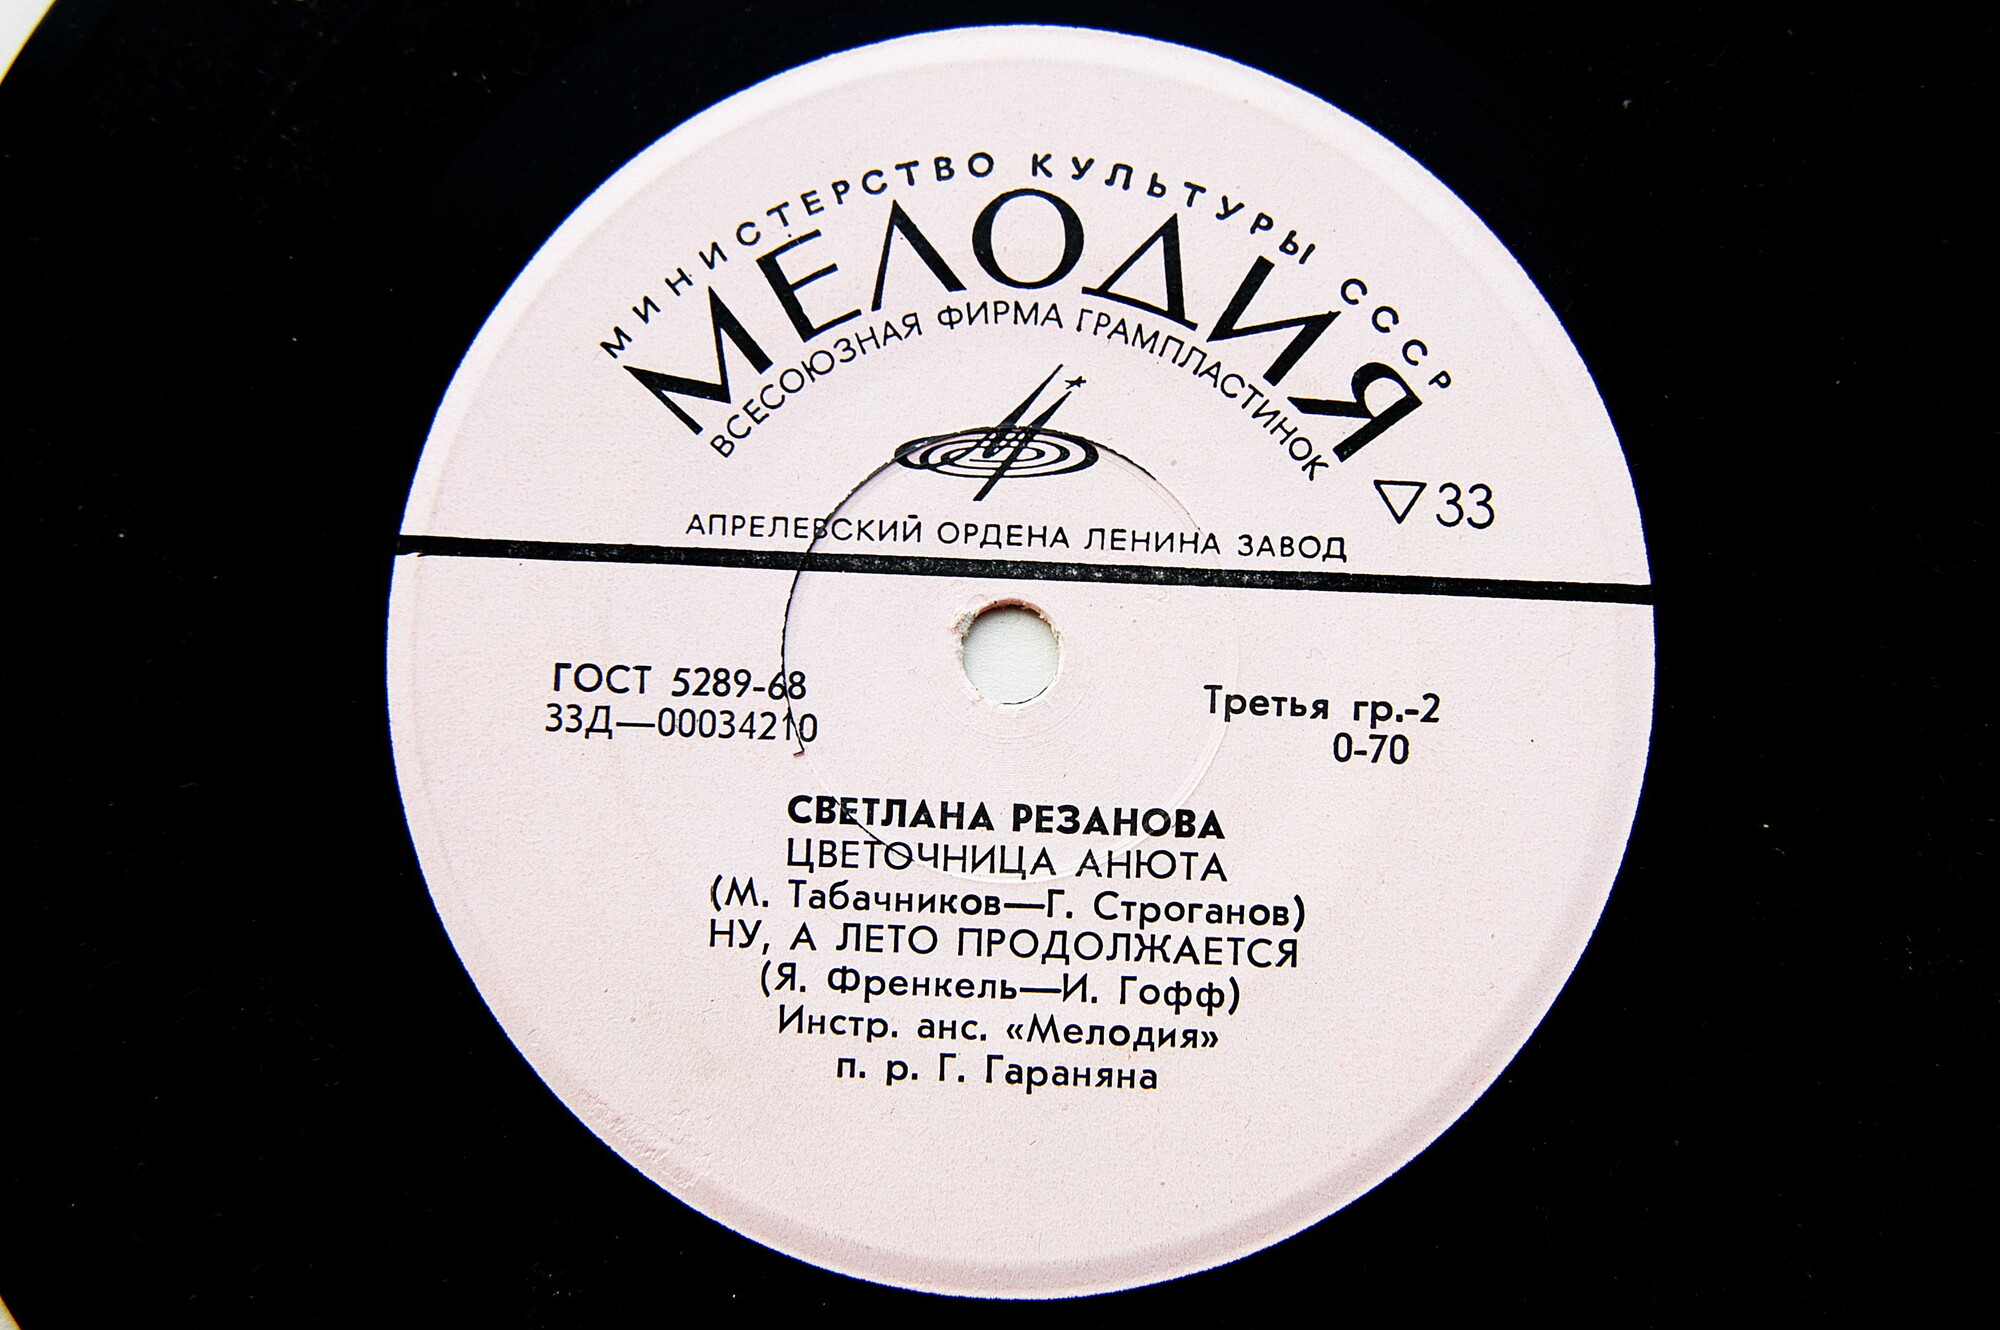 МИНИСТЕРСТВО КУЛЬТУРЫ СССР
МЕЛОДИЯ
ВСЕСОЮЗНАЯ ФИРМА ГРАМПЛАСТИНОК
▽33
АПРЕЛЕВСКИЙ ОРДЕНА ЛЕНИНА ЗАВОД
ГОСТ 5289-68
33Д—00034210
Третья гр.-2
0-70
СВЕТЛАНА РЕЗАНОВА
ЦВЕТОЧНИЦА АНЮТА
(М. Табачников—Г. Строганов)
НУ, А ЛЕТО ПРОДОЛЖАЕТСЯ
(Я. Френкель—И. Гофф)
Инстр. анс. «Мелодия»
п. р. Г. Гараняна